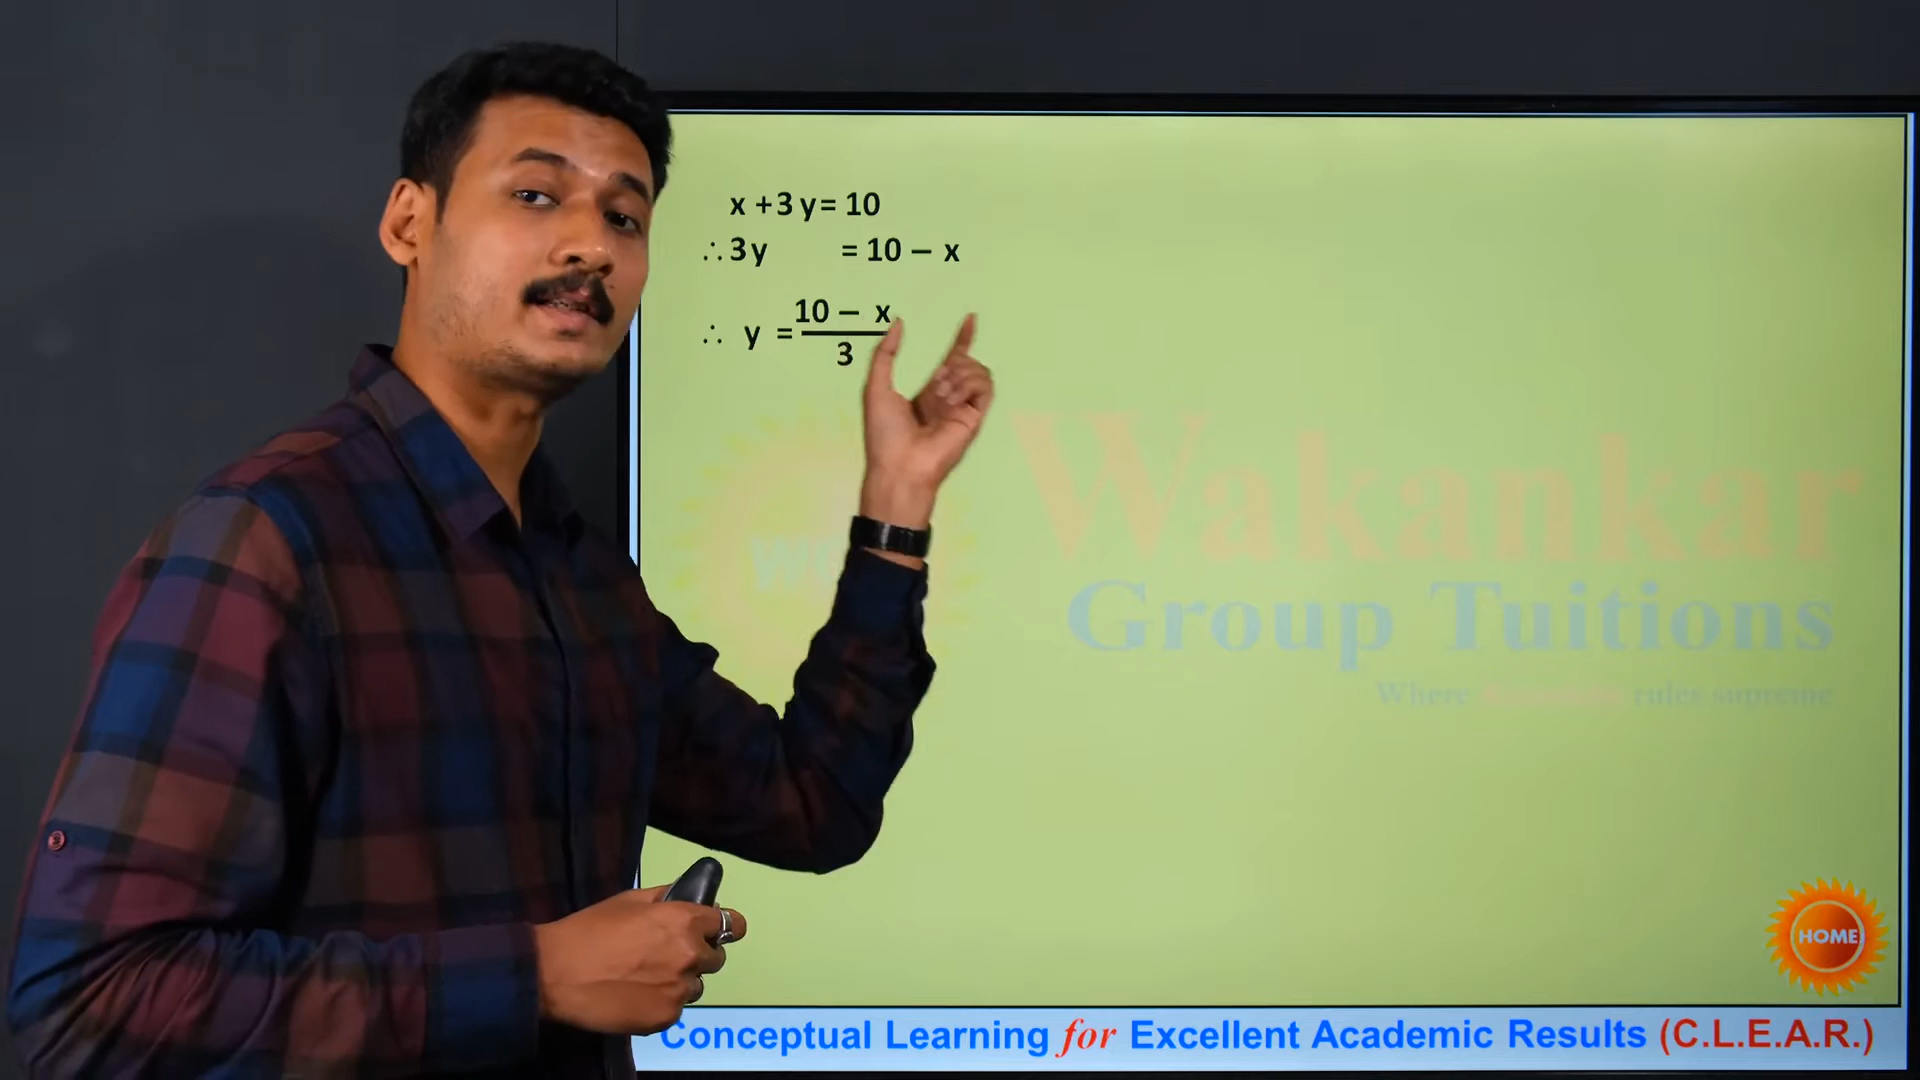 x + 3 y = 10
∴ 3 y = 10 – x
∴ y = 10 – x / 3
W
Wakankar
Group Tuitions
Where rules supreme
HOME
Conceptual Learning for Excellent Academic Results (C.L.E.A.R.)